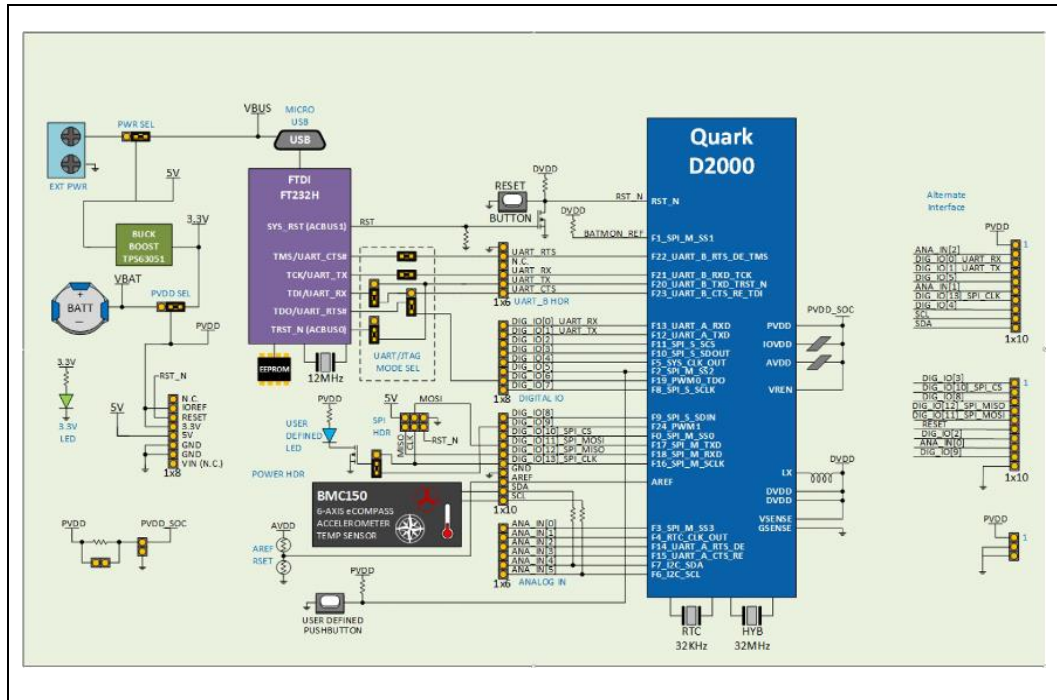 VBUS
MICRO
USB
USB
PWR SEL
EXT PWR
5V
3.3V
BUCK
BOOST
TPS63051
VBAT
BATT
PVDD SEL
PVDD
3.3V
3.3V
LED
RST_N
5V
N.C.
IOREF
RESET
3.3V
5V
GND
GND
VIN (N.C.)
1x8
POWER HDR
PVDD
PVDD_SOC
FTDI
FT232H
SYS_RST (ACBUS1)
TMS/UART_CTS#
TCK/UART_TX
TDI/UART_RX
TDO/UART_RTS#
TRST_N (ACBUS0)
RST
EEPROM
12MHz
UART/JTAG
MODE SEL
RESET
BUTTON
DVDD
DVDD
RST_N
BATMON_REF
UART RTS
N.C.
UART RX
UART TX
UART CTS
1x6
UART_B HDR
DIG_IO[0]_UART_RX
DIG_IO[1]_UART_TX
DIG_IO[2]
DIG_IO[3]
DIG_IO[4]
DIG_IO[5]
DIG_IO[6]
DIG_IO[7]
1x8
DIGITAL IO
PVDD
USER
DEFINED
LED
5V
MOSI
SPI
HDR
MISO
CLK
RST_N
DIG_IO[8]
DIG_IO[9]
DIG_IO[10]_SPI_CS
DIG_IO[11]_SPI_MOSI
DIG_IO[12]_SPI_MISO
DIG_IO[13]_SPI_CLK
GND
AREF
SDA
SCL
1x10
BMC150
6-AXIS eCOMPASS
ACCELEROMETER
TEMP SENSOR
AVDD
AREF
RSET
ANA_IN[0]
ANA_IN[1]
ANA_IN[2]
ANA_IN[3]
ANA_IN[4]
ANA_IN[5]
1x6
ANALOG IN
PVDD
USER DEFINED
PUSHBUTTON
Quark
D2000
RST_N
F1_SPI_M_SS1
F22_UART_B_RTS_DE_TMS
F21_UART_B_RXD_TCK
F20_UART_B_TXD_TRST_N
F23_UART_B_CTS_RE_TDI
F13_UART_A_RXD
F12_UART_A_TXD
F11_SPI_S_SCS
F10_SPI_S_SDOUT
F5_SYS_CLK_OUT
F2_SPI_M_SS2
F19_PWM0_TDO
F8_SPI_S_SCLK
F9_SPI_S_SDIN
F24_PWM1
F0_SPI_M_SS0
F17_SPI_M_TXD
F18_SPI_M_RXD
F16_SPI_M_SCLK
AREF
F3_SPI_M_SS3
F4_RTC_CLK_OUT
F14_UART_A_RTS_DE
F15_UART_A_CTS_RE
F7_I2C_SDA
F6_I2C_SCL
PVDD
IOVDD
AVDD
VREN
LX
DVDD
DVDD
VSENSE
GSENSE
PVDD_SOC
DVDD
RTC
32KHz
HYB
32MHz
Alternate
Interface
PVDD
1
ANA_IN[2]
DIG_IO[0]_UART_RX
DIG_IO[1]_UART_TX
DIG_IO[5]
ANA_IN[1]
DIG_IO[13]_SPI_CLK
DIG_IO[4]
SCL
SDA
1x10
DIG_IO[3]
DIG_IO[10]_SPI_CS
DIG_IO[8]
DIG_IO[12]_SPI_MISO
DIG_IO[11]_SPI_MOSI
RESET
DIG_IO[2]
ANA_IN[0]
DIG_IO[9]
1
1x10
PVDD
1